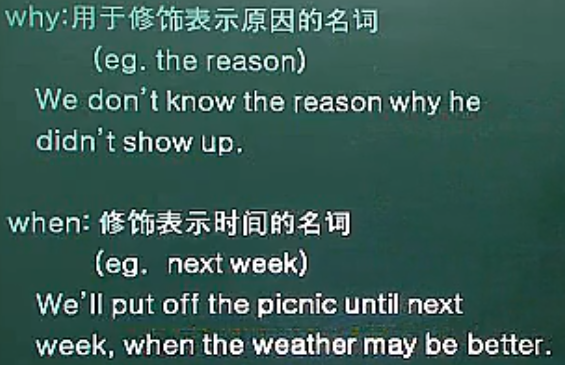 why:用于修饰表示原因的名词
(eg. the reason)
We don't know the reason why he
didn't show up.
when: 修饰表示时间的名词
(eg. next week)
We'll put off the picnic until next
week, when the weather may be better.